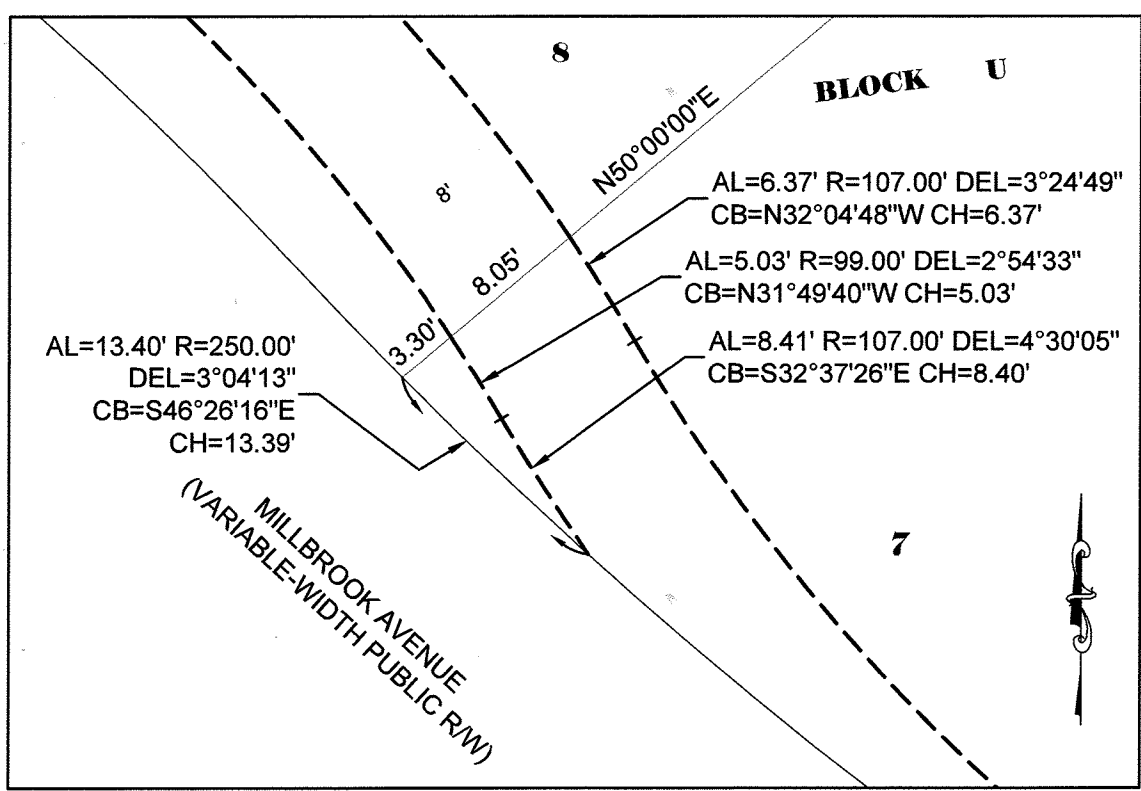 8
BLOCK U
N50°00'00"E
8'
AL=6.37' R=107.00' DEL=3°24'49"
CB=N32°04'48"W CH=6.37'
8.05'
AL=5.03' R=99.00' DEL=2°54'33"
CB=N31°49'40"W CH=5.03'
3.30'
AL=13.40' R=250.00'
DEL=3°04'13"
CB=S46°26'16"E
CH=13.39'
AL=8.41' R=107.00' DEL=4°30'05"
CB=S32°37'26"E CH=8.40'
MILLBROOK AVENUE
(VARIABLE-WIDTH PUBLIC R/W)
7